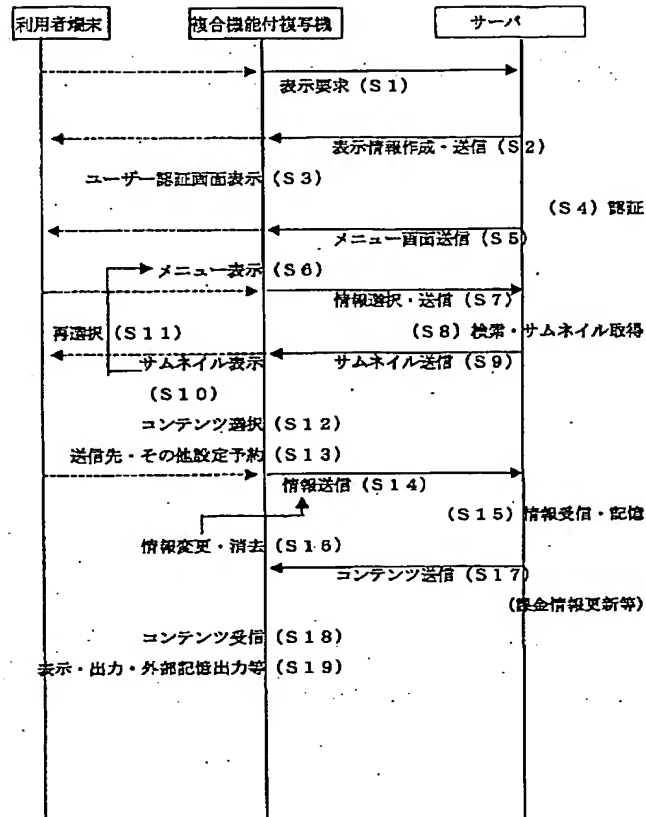 利用者端末
複合機能付複写機
サーバ
表示要求（S１）
表示情報作成・送信（S２）
ユーザー認証画面表示（S３）
（S４）認証
メニュー画面送信（S５）
メニュー表示（S６）
情報選択・送信（S７）
再選択（S１１）
（S８）検索・サムネイル取得
サムネイル表示
サムネイル送信（S９）
（S１０）
コンテンツ選択（S１２）
送信先・その他設定予約（S１３）
情報送信（S１４）
（S１５）情報受信・記憶
情報変更・消去（S１６）
コンテンツ送信（S１７）
（課金情報更新等）
コンテンツ受信（S１８）
表示・出力・外部記憶出力等（S１９）